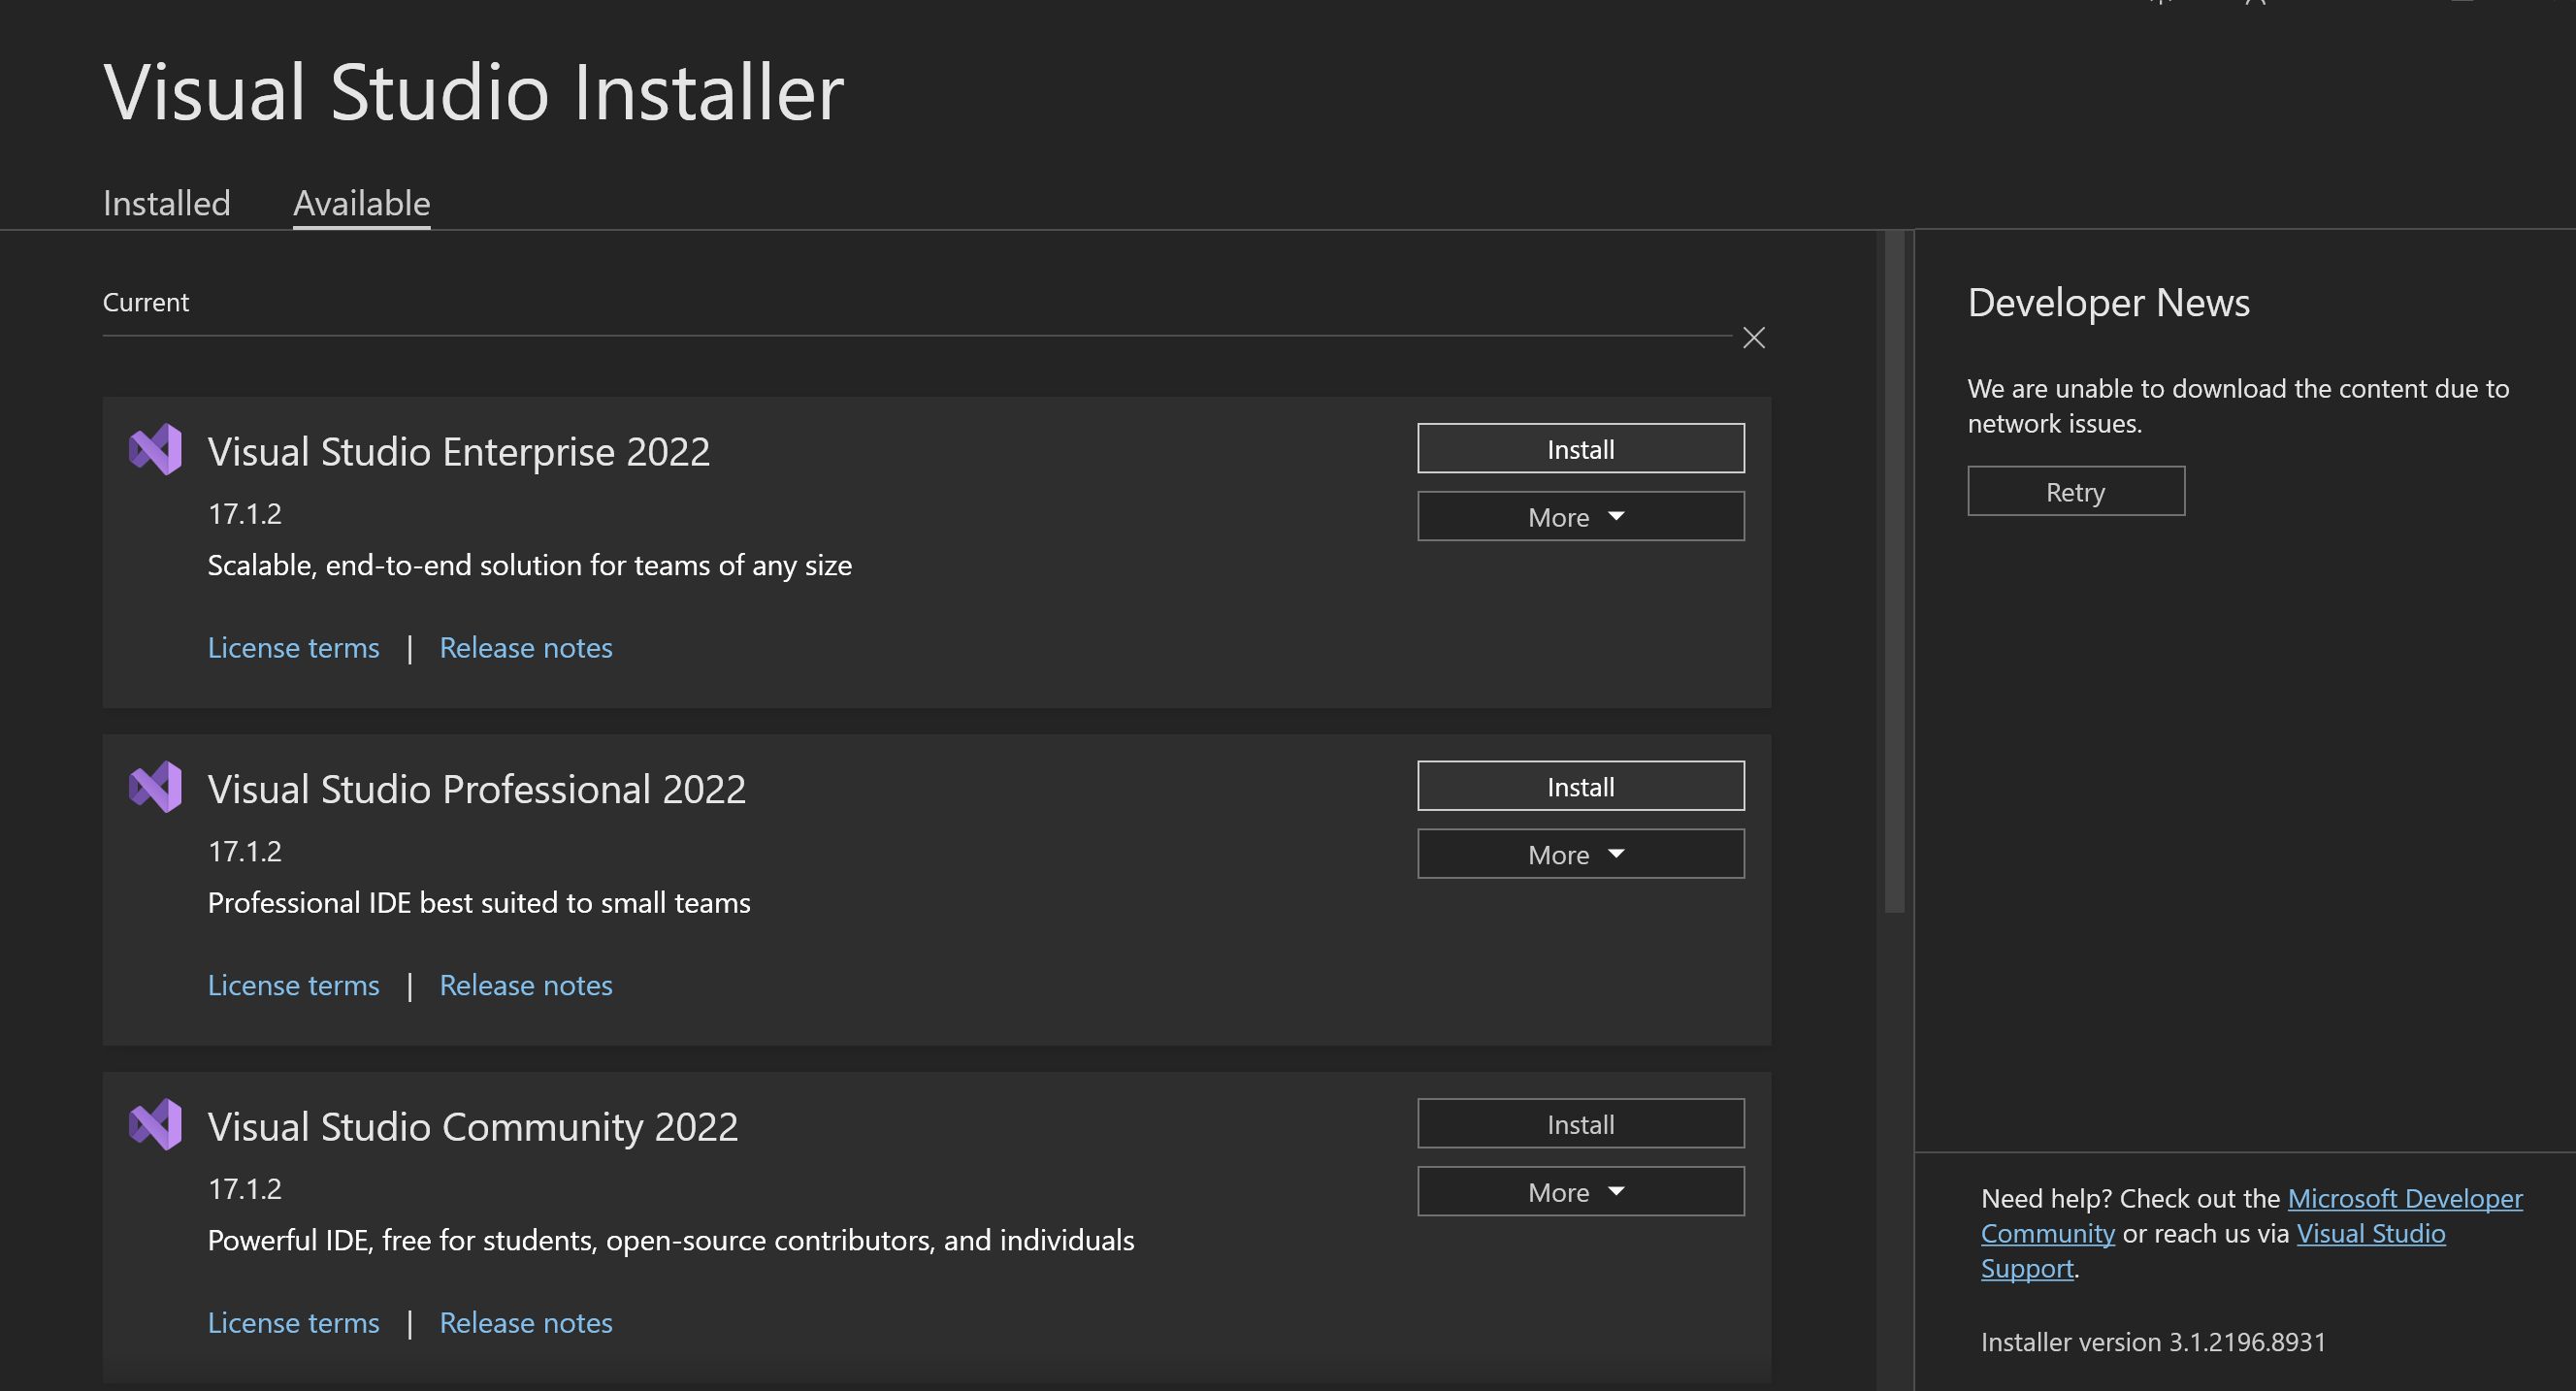 Visual Studio Installer
Installed
Available
Current
Visual Studio Enterprise 2022
Install
17.1.2
More
Scalable, end-to-end solution for teams of any size
License terms | Release notes
Visual Studio Professional 2022
Install
17.1.2
More
Professional IDE best suited to small teams
License terms | Release notes
Visual Studio Community 2022
Install
17.1.2
More
Powerful IDE, free for students, open-source contributors, and individuals
License terms | Release notes
Developer News
We are unable to download the content due to
network issues.
Retry
Need help? Check out the Microsoft Developer
Community or reach us via Visual Studio
Support.
Installer version 3.1.2196.8931